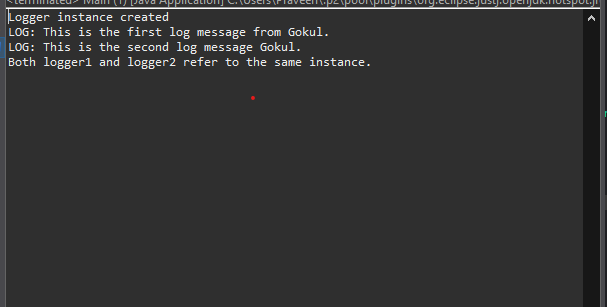 <terminated> Main (1) [Java Application] C:\Users\Praveen\.p2\pool\plugins\org.eclipse.justj.openjdk.hotspot.jr
Logger instance created
LOG: This is the first log message from Gokul.
LOG: This is the second log message Gokul.
Both logger1 and logger2 refer to the same instance.